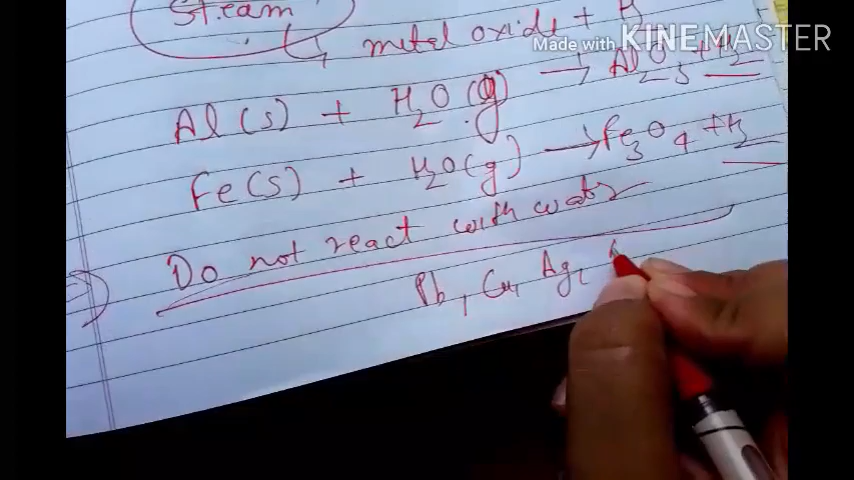 Steam
↳ metal oxide + H
Made with KINEMASTER
Al(s) + H₂O(g) → Al₂O₃ + H₂
Fe(s) + H₂O(g) → Fe₃O₄ + H₂
Do not react with water
Pb, Cu, Ag,